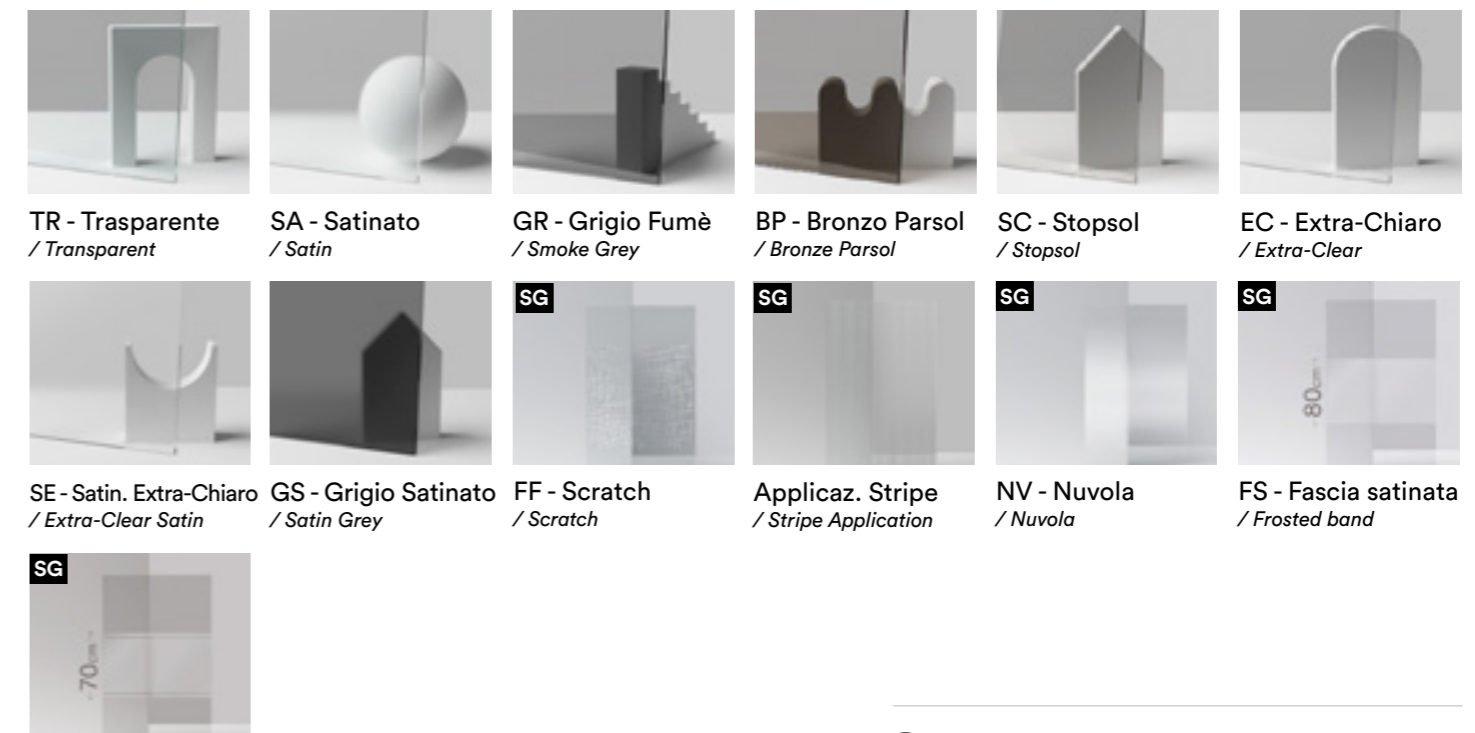 TR - Trasparente
/ Transparent
SA - Satinato
/ Satin
GR - Grigio Fumè
/ Smoke Grey
BP - Bronzo Parsol
/ Bronze Parsol
SC - Stopsol
/ Stopsol
EC - Extra-Chiaro
/ Extra-Clear
SE - Satin. Extra-Chiaro
/ Extra-Clear Satin
GS - Grigio Satinato
/ Satin Grey
SG
FF - Scratch
/ Scratch
SG
Applicaz. Stripe
/ Stripe Application
SG
NV - Nuvola
/ Nuvola
SG
80cm
FS - Fascia satinata
/ Frosted band
SG
70cm